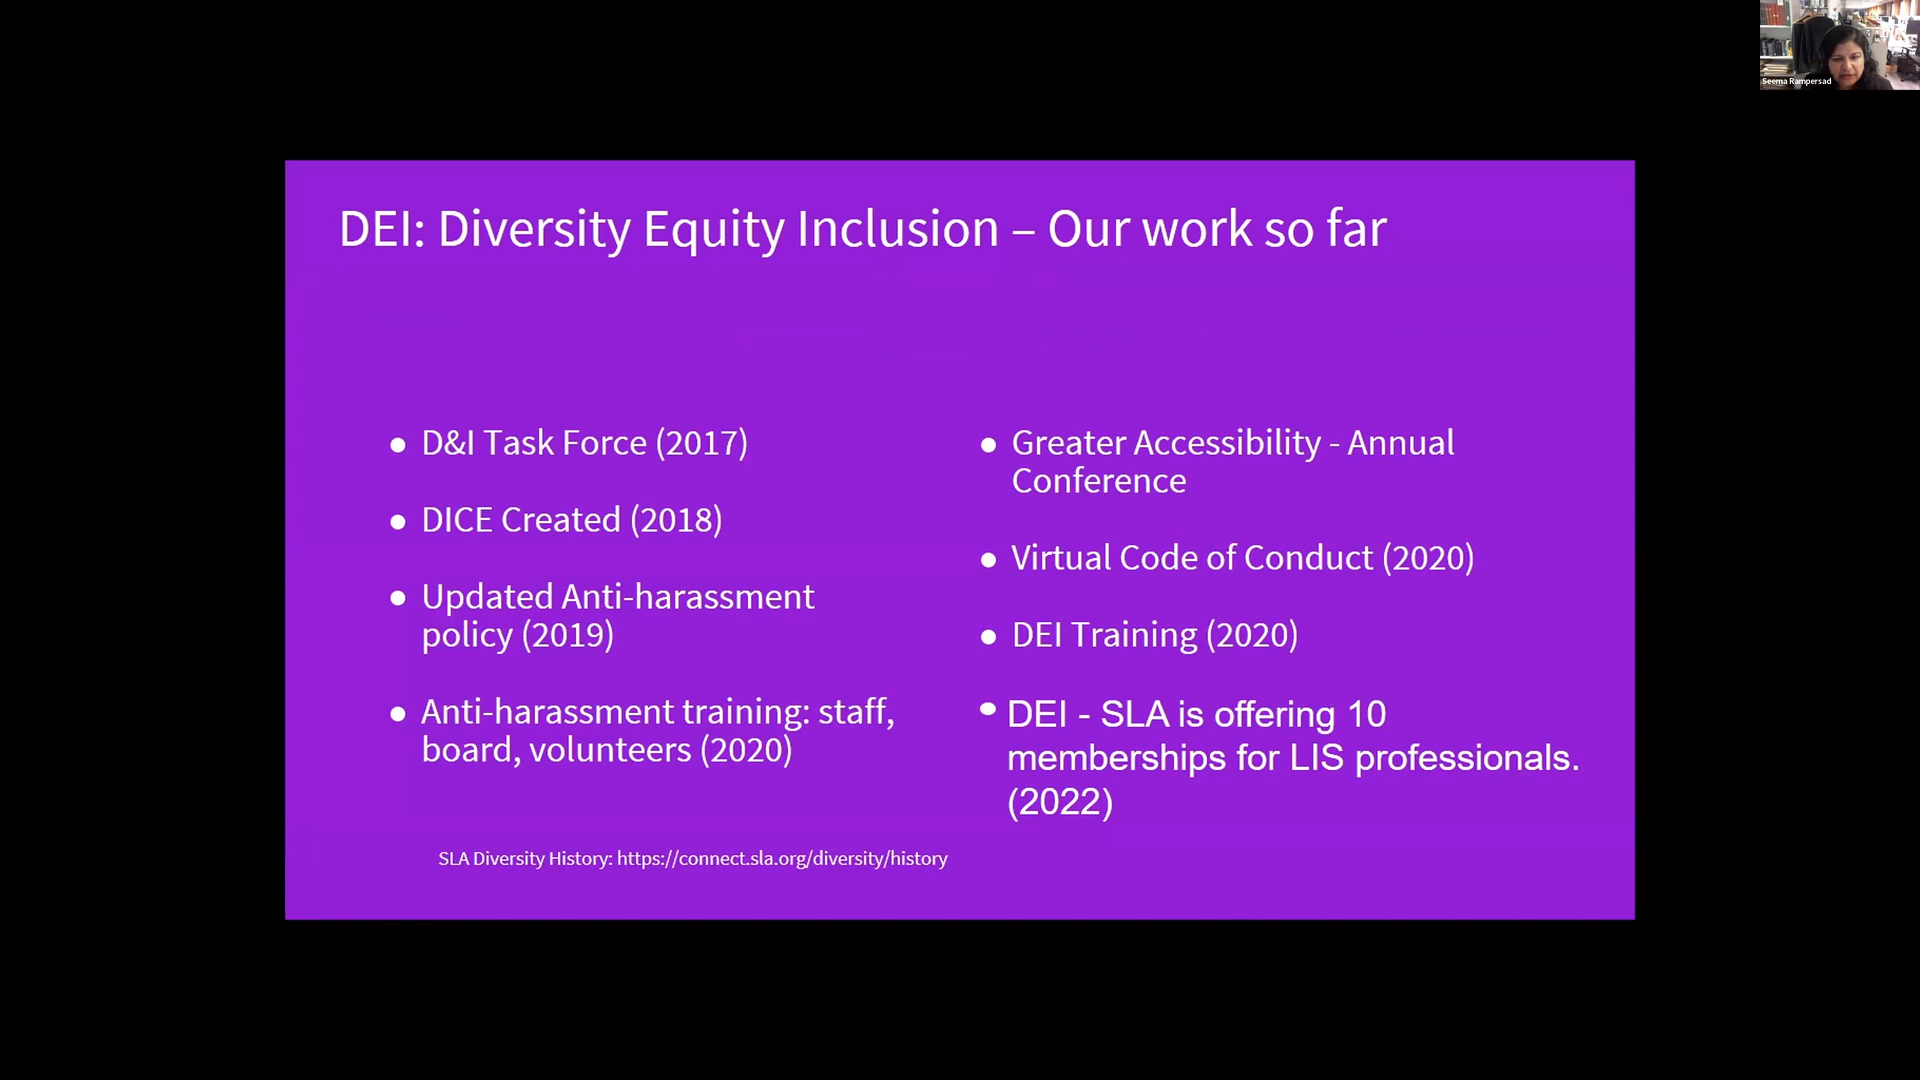 Seema Rampersad
DEI: Diversity Equity Inclusion – Our work so far
● D&I Task Force (2017)
● DICE Created (2018)
● Updated Anti-harassment
policy (2019)
● Anti-harassment training: staff,
board, volunteers (2020)
● Greater Accessibility - Annual
Conference
● Virtual Code of Conduct (2020)
● DEI Training (2020)
● DEI - SLA is offering 10
memberships for LIS professionals.
(2022)
SLA Diversity History: https://connect.sla.org/diversity/history